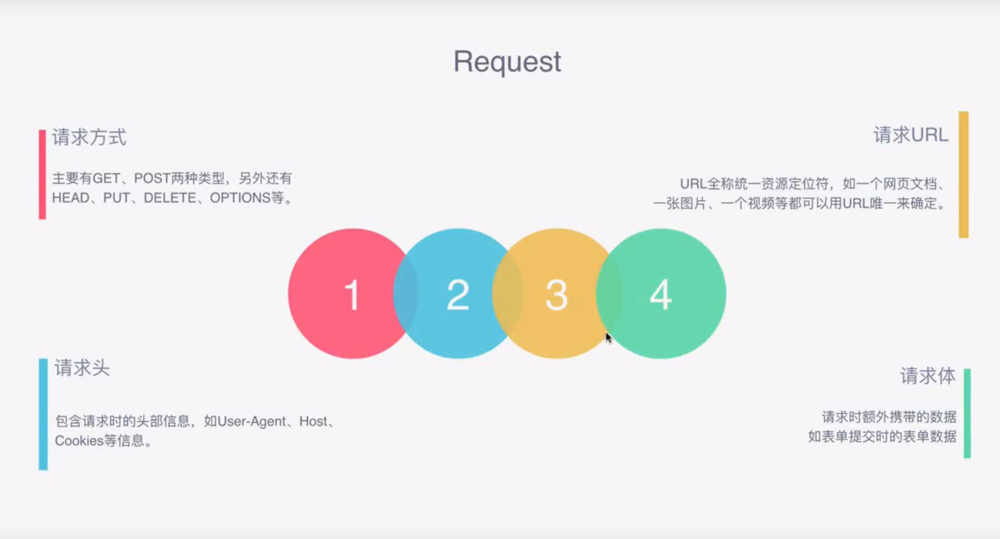 Request
请求方式
主要有GET、POST两种类型，另外还有
HEAD、PUT、DELETE、OPTIONS等。
请求URL
URL全称统一资源定位符，如一个网页文档、
一张图片、一个视频等都可以用URL唯一来确定。
1
2
3
4
请求头
包含请求时的头部信息，如User-Agent、Host、
Cookies等信息。
请求体
请求时额外携带的数据
如表单提交时的表单数据